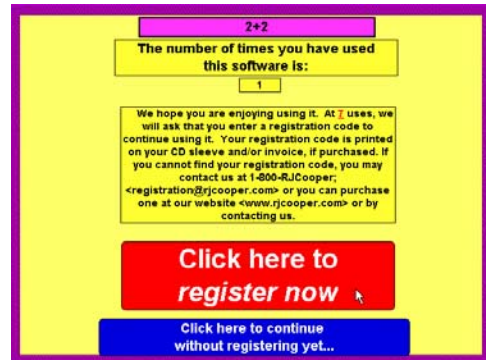 2+2
The number of times you have used
this software is:
1
We hope you are enjoying using it. At 7 uses, we
will ask that you enter a registration code to
continue using it. Your registration code is printed
on your CD sleeve and/or invoice, if purchased. If
you cannot find your registration code, you may
contact us at 1-800-RJCooper;
<registration@rjcooper.com> or you can purchase
one at our website <www.rjcooper.com> or by
contacting us.
Click here to
register now
Click here to continue
without registering yet...